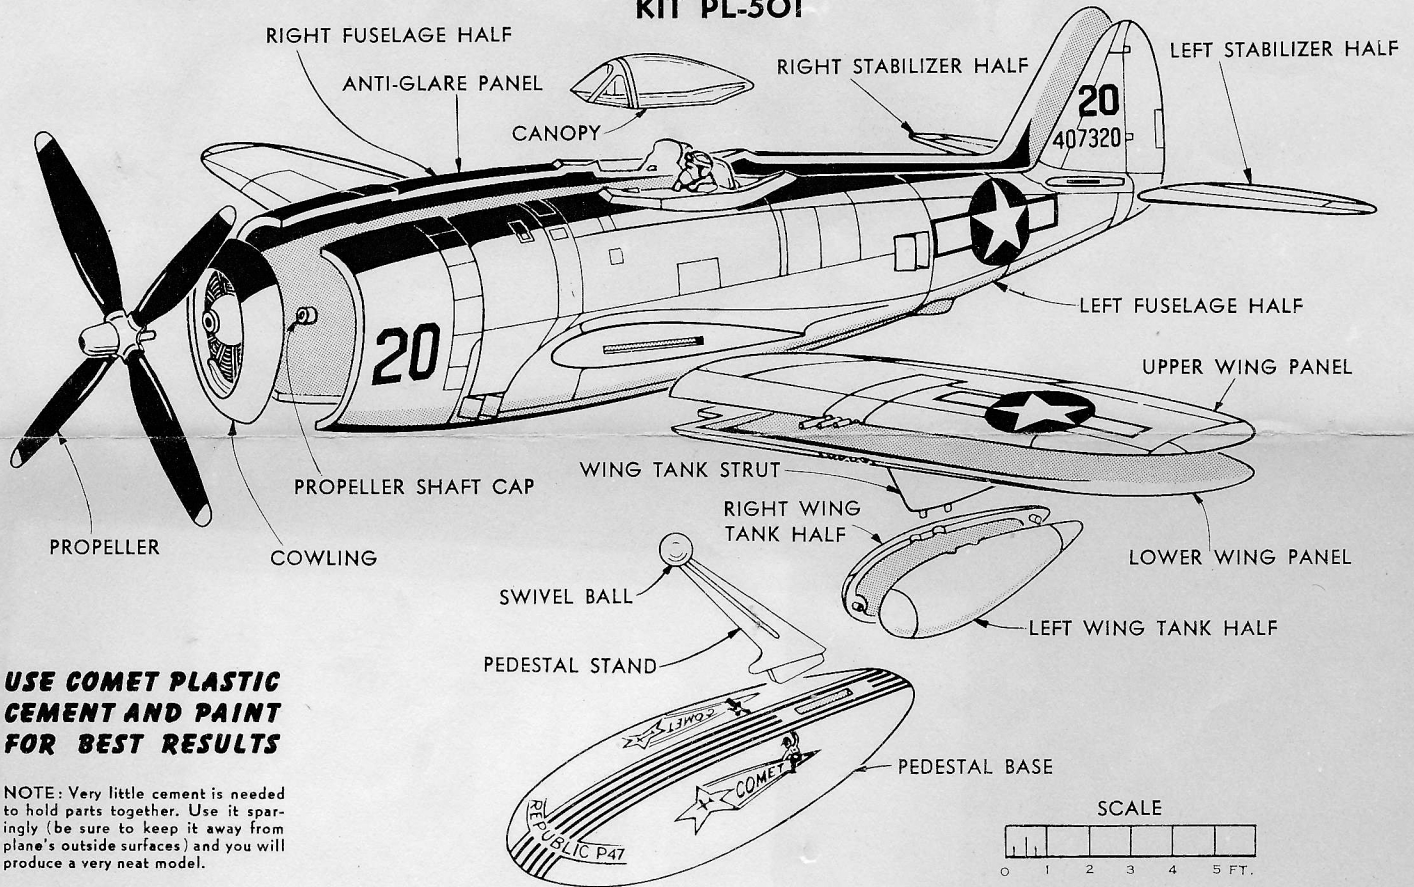 KIT PL-501
RIGHT FUSELAGE HALF
ANTI-GLARE PANEL
CANOPY
RIGHT STABILIZER HALF
LEFT STABILIZER HALF
20
407320
20
LEFT FUSELAGE HALF
UPPER WING PANEL
WING TANK STRUT
PROPELLER SHAFT CAP
RIGHT WING
TANK HALF
PROPELLER
COWLING
LOWER WING PANEL
SWIVEL BALL
LEFT WING TANK HALF
PEDESTAL STAND
USE COMET PLASTIC
CEMENT AND PAINT
FOR BEST RESULTS
COMET
COMET
PEDESTAL BASE
REPUBLIC P47
NOTE: Very little cement is needed
to hold parts together. Use it spar-
ingly (be sure to keep it away from
plane's outside surfaces) and you will
produce a very neat model.
SCALE
0 1 2 3 4 5 FT.